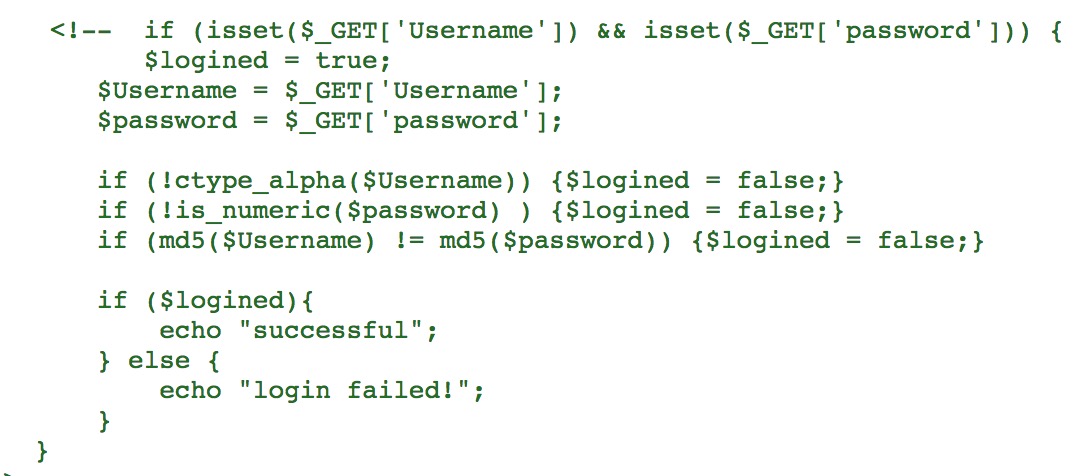 <!--  if (isset($_GET['Username']) && isset($_GET['password'])) {
$logined = true;
$Username = $_GET['Username'];
$password = $_GET['password'];
if (!ctype_alpha($Username)) {$logined = false;}
if (!is_numeric($password) ) {$logined = false;}
if (md5($Username) != md5($password)) {$logined = false;}
if ($logined){
echo "successful";
} else {
echo "login failed!";
}
}